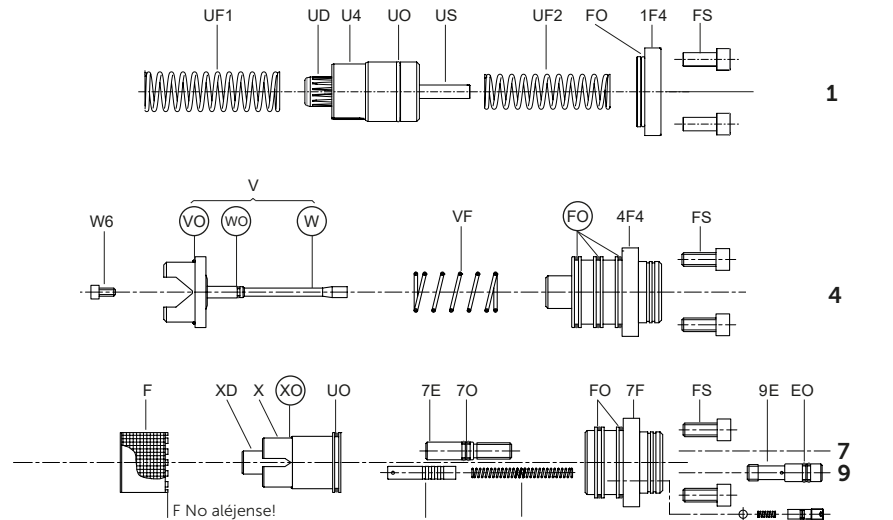 UF1 UD U4 UO US UF2 FO 1F4 FS
1
V
W6 VO WO W VF FO 4F4 FS
4
F XD X XO UO 7E 7O FO 7F FS 9E EO
7
9
F No aléjense!